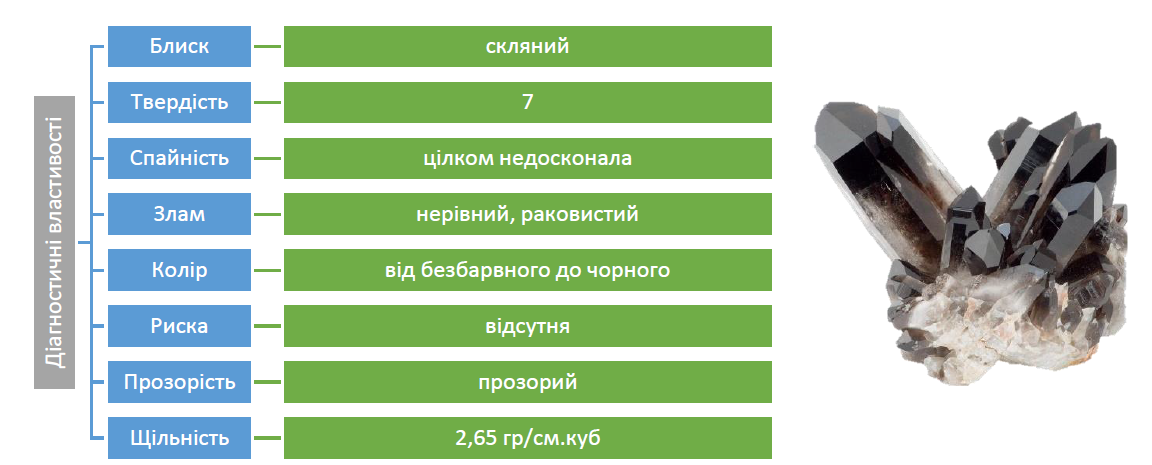 Діагностичні властивості
Блиск
скляний
Твердість
7
Спайність
цілком недосконала
Злам
нерівний, раковистий
Колір
від безбарвного до чорного
Риска
відсутня
Прозорість
прозорий
Щільність
2,65 гр/см.куб